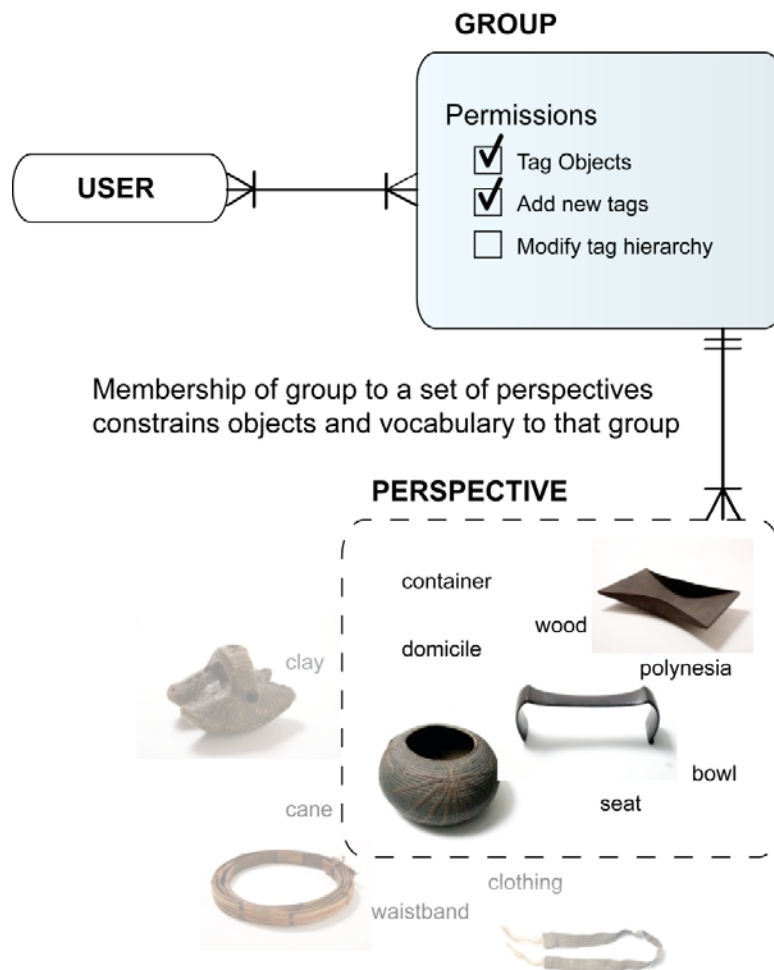 GROUP
Permissions
Tag Objects
USER
Add new tags
Modify tag hierarchy
Membership of group to a set of perspectives
constrains objects and vocabulary to that group
PERSPECTIVE
container
wood
domicile
clay
polynesia
bowl
seat
cane
clothing
waistband